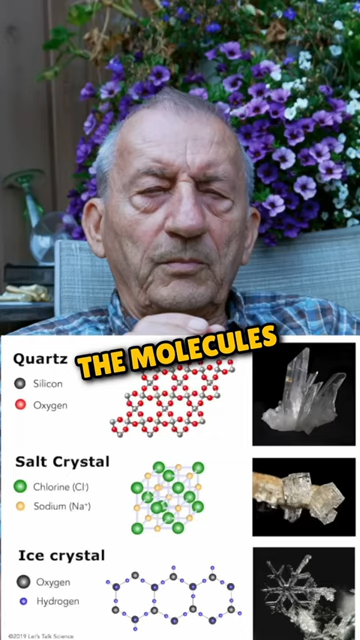 Quartz
THE MOLECULES
Silicon
Oxygen
Salt Crystal
Chlorine (Cl⁻)
Sodium (Na⁺)
Ice crystal
Oxygen
Hydrogen
©2019 Let's Talk Science